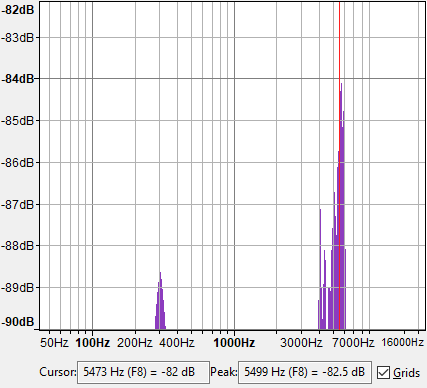 -82dB
-83dB
-84dB
-85dB
-86dB
-87dB
-88dB
-89dB
-90dB
50Hz 100Hz 200Hz 400Hz 1000Hz 3000Hz 7000Hz 16000Hz
Cursor: 5473 Hz (F8) = -82 dB Peak: 5499 Hz (F8) = -82.5 dB Grids